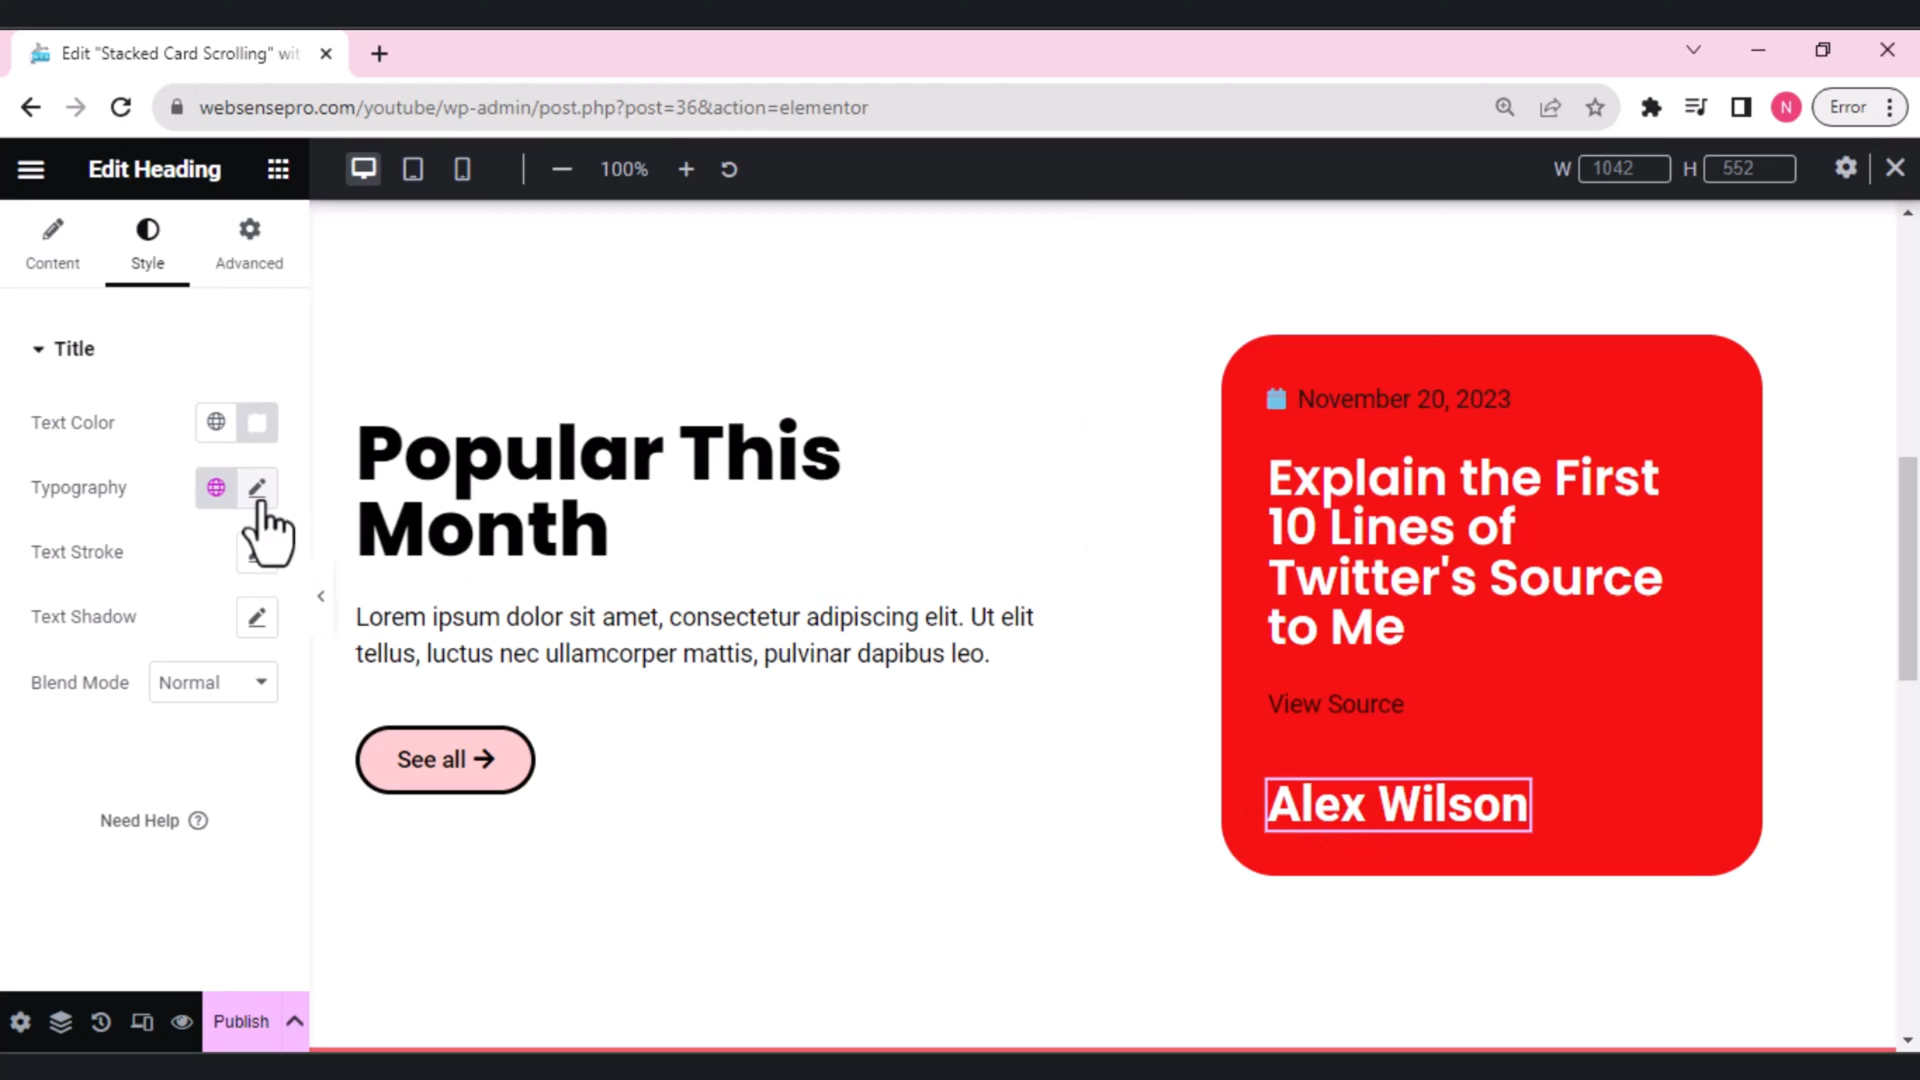 Edit "Stacked Card Scrolling" wit
websensepro.com/youtube/wp-admin/post.php?post=36&action=elementor
N
Error
Edit Heading
100%
W 1042 H 552
Content
Style
Advanced
Title
Text Color
Typography
Text Stroke
Text Shadow
Blend Mode Normal
Need Help
Publish
Popular This
Month
Lorem ipsum dolor sit amet, consectetur adipiscing elit. Ut elit
tellus, luctus nec ullamcorper mattis, pulvinar dapibus leo.
See all
November 20, 2023
Explain the First
10 Lines of
Twitter's Source
to Me
View Source
Alex Wilson